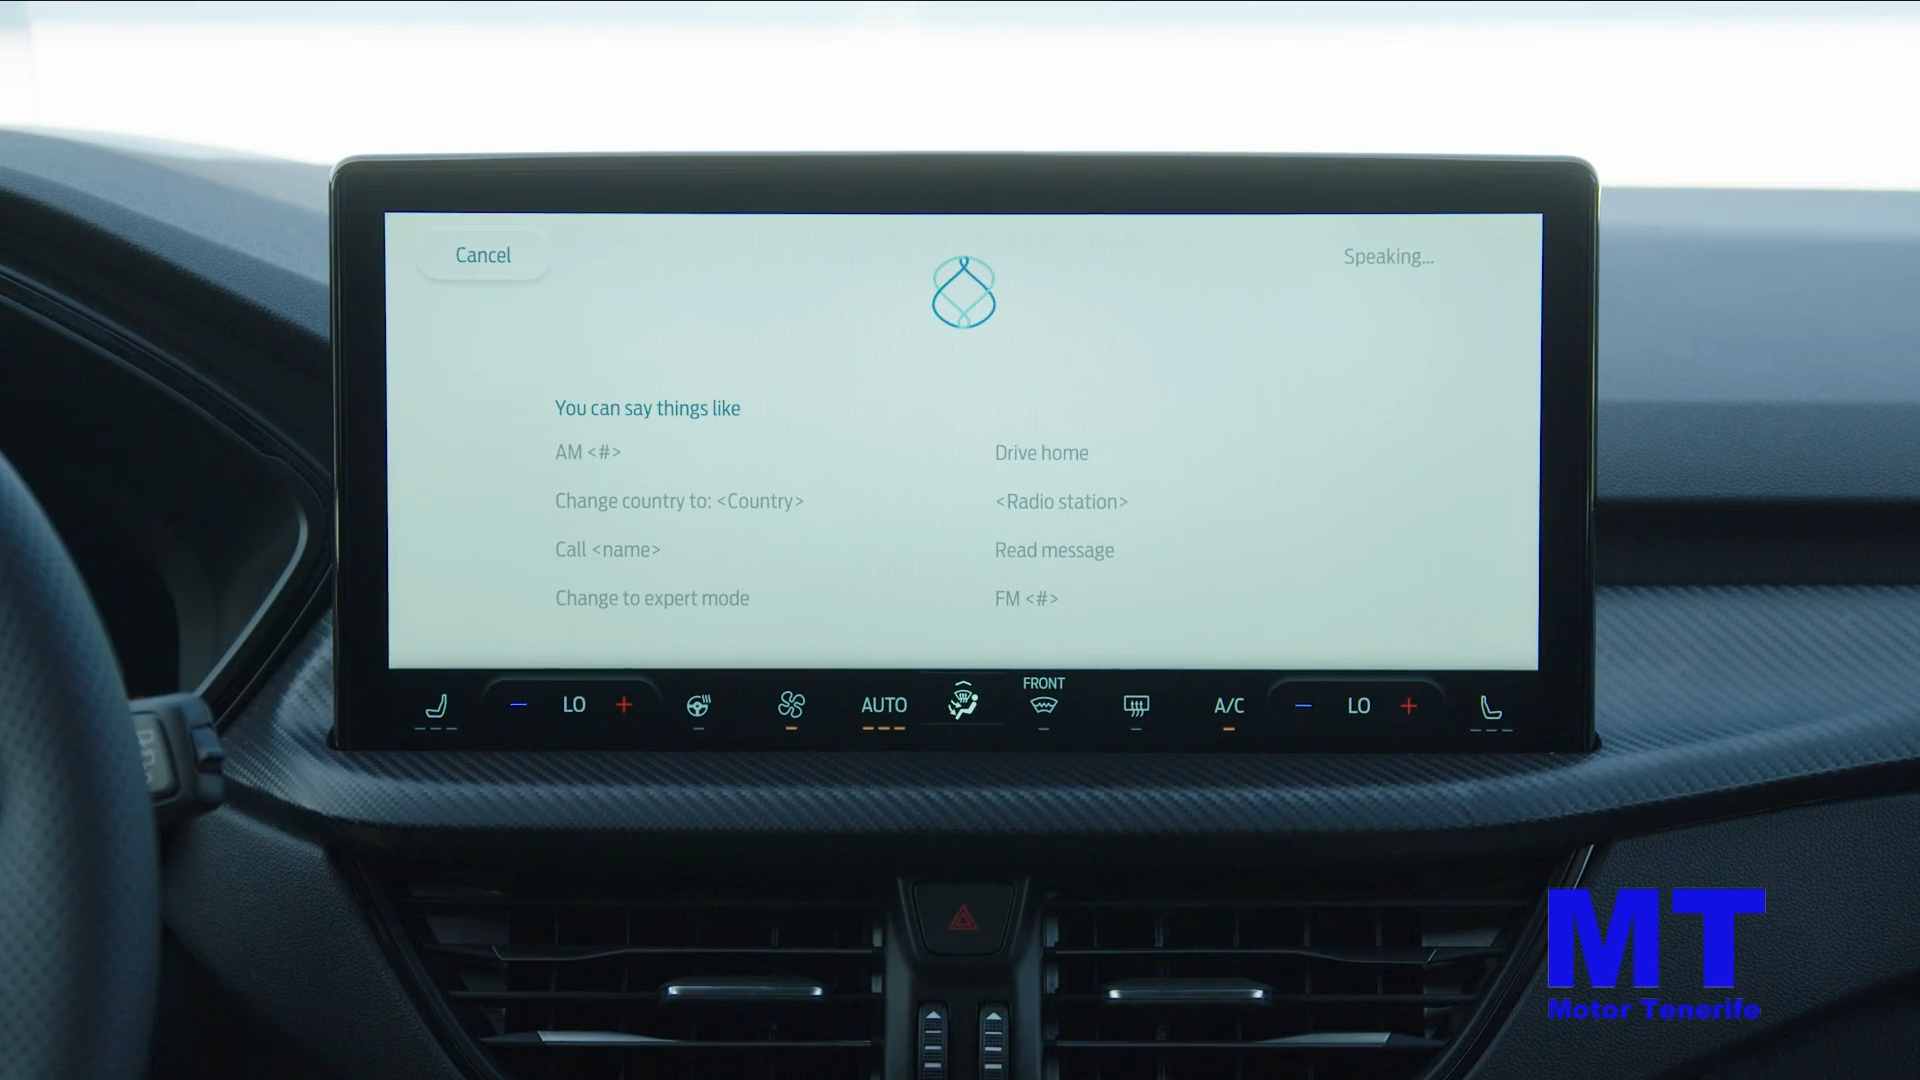 Cancel
Speaking...
You can say things like
AM <#>
Drive home
Change country to: <Country>
<Radio station>
Call <name>
Read message
Change to expert mode
FM <#>
LO
AUTO
FRONT
A/C
LO
MT
Motor Tenerife